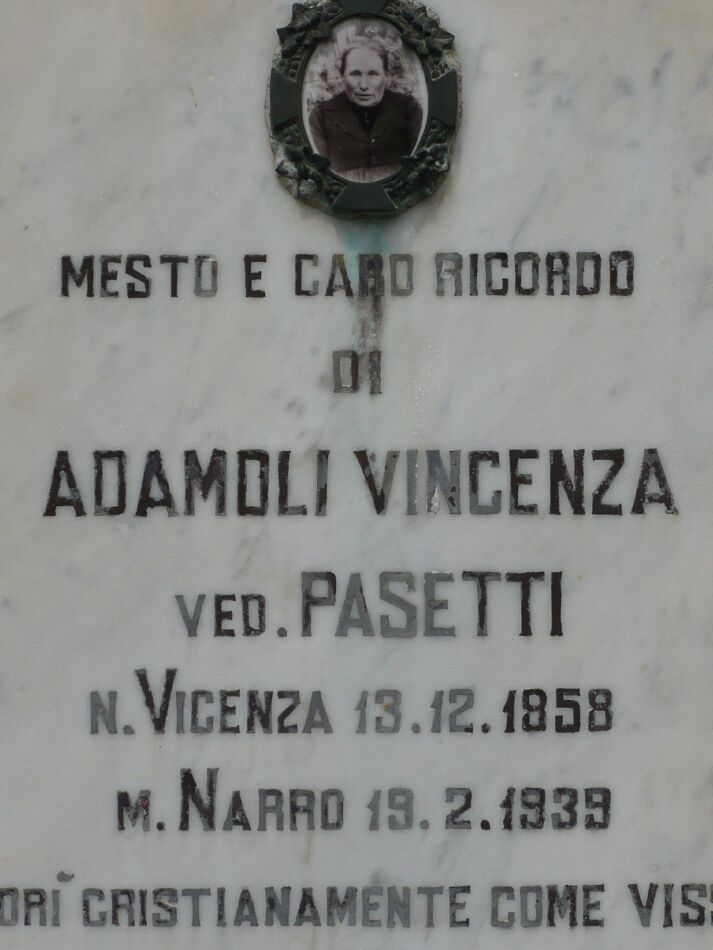 MESTO E CARO RICORDO
DI
ADAMOLI VINCENZA
VED. PASETTI
N. VICENZA 13.12.1858
M. NARRO 19.2.1939
CRISTIANAMENTE COME